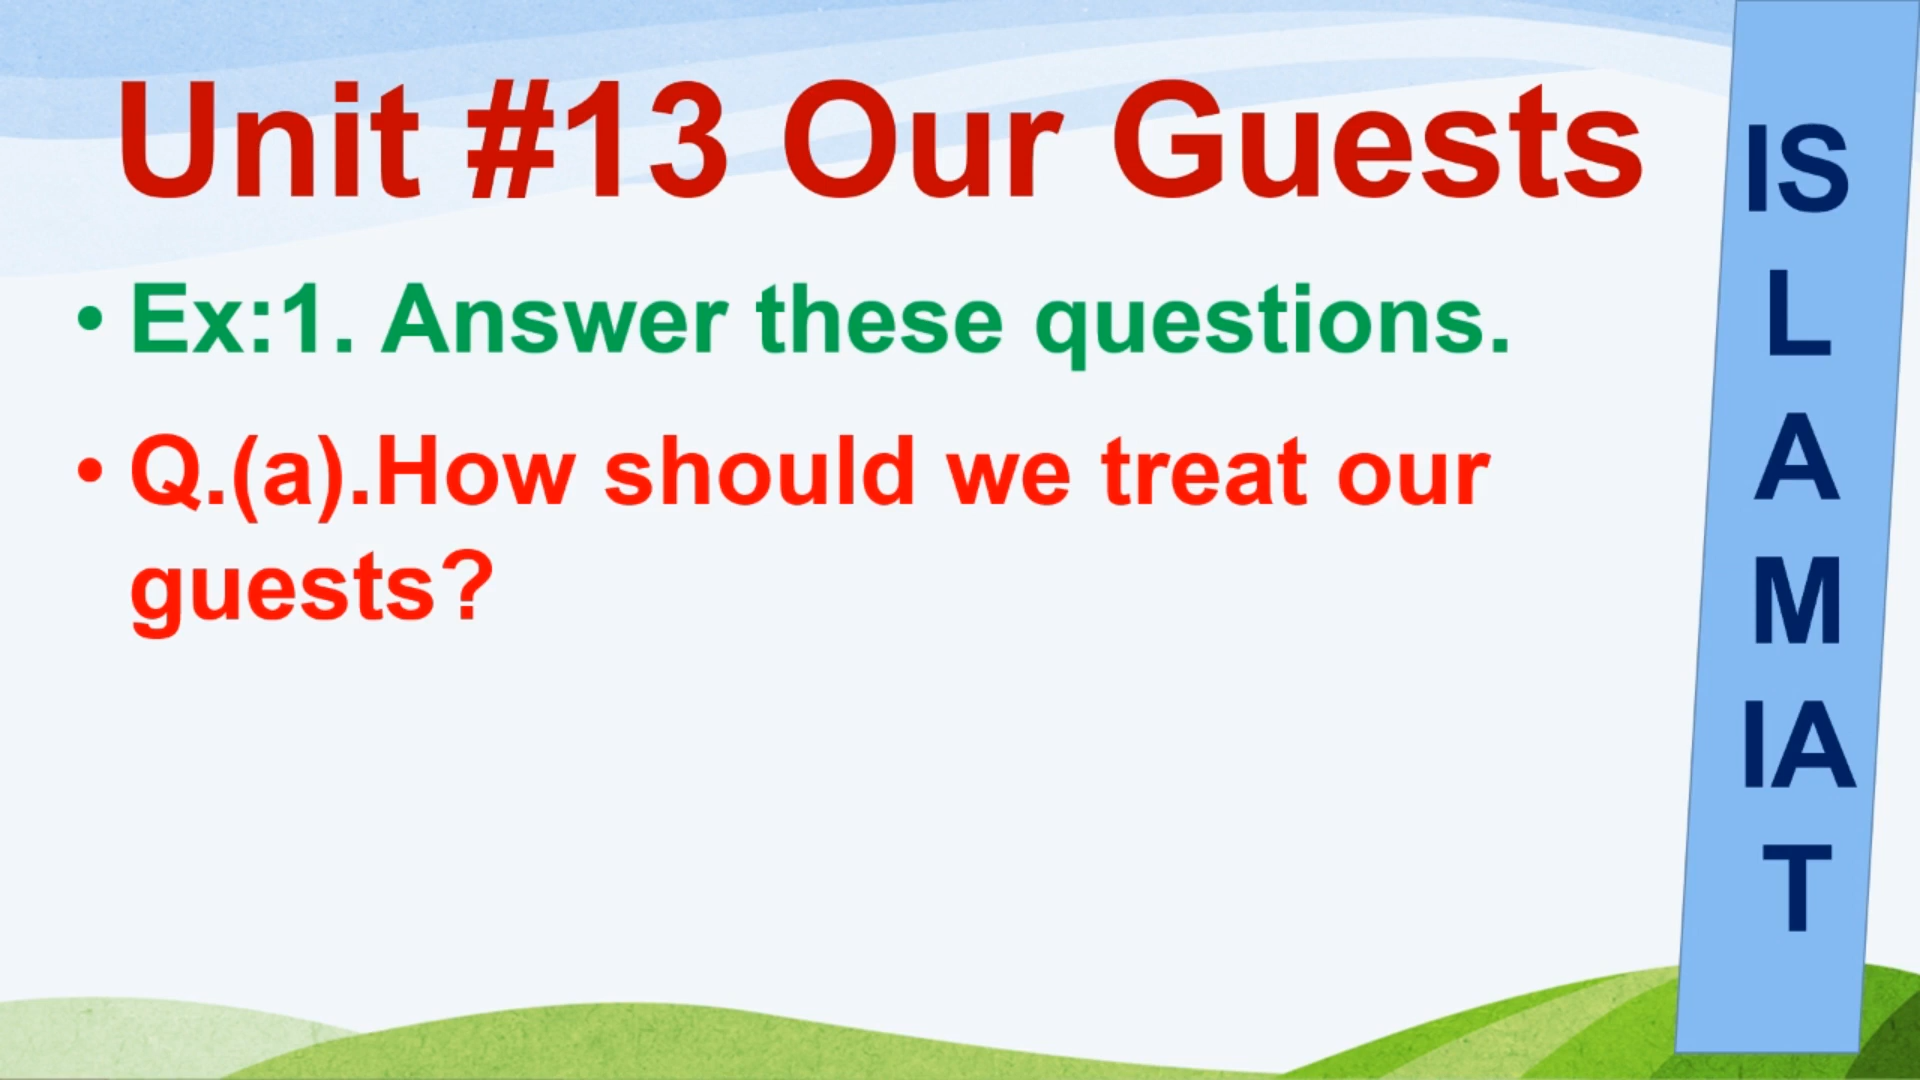 Unit #13 Our Guests
• Ex:1. Answer these questions.
• Q.(a).How should we treat our
guests?
IS
L
A
M
IA
T